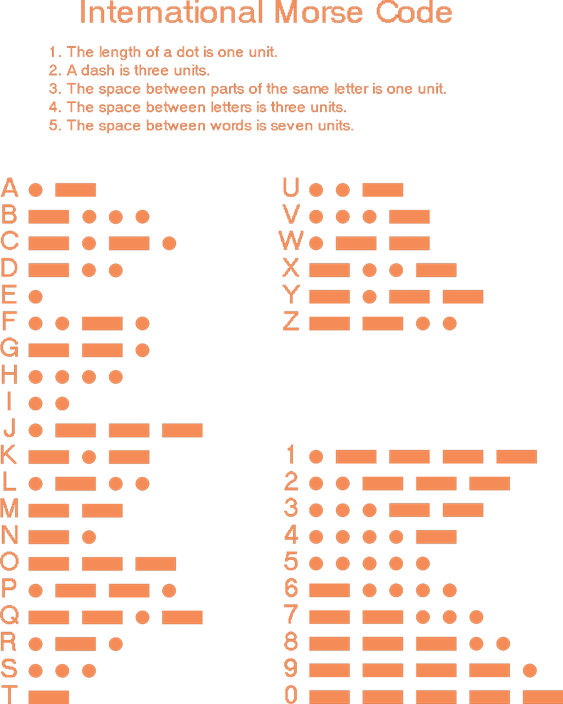 International Morse Code
1. The length of a dot is one unit.
2. A dash is three units.
3. The space between parts of the same letter is one unit.
4. The space between letters is three units.
5. The space between words is seven units.
A
B
C
D
E
F
G
H
I
J
K
L
M
N
O
P
Q
R
S
T
U
V
W
X
Y
Z
1
2
3
4
5
6
7
8
9
0